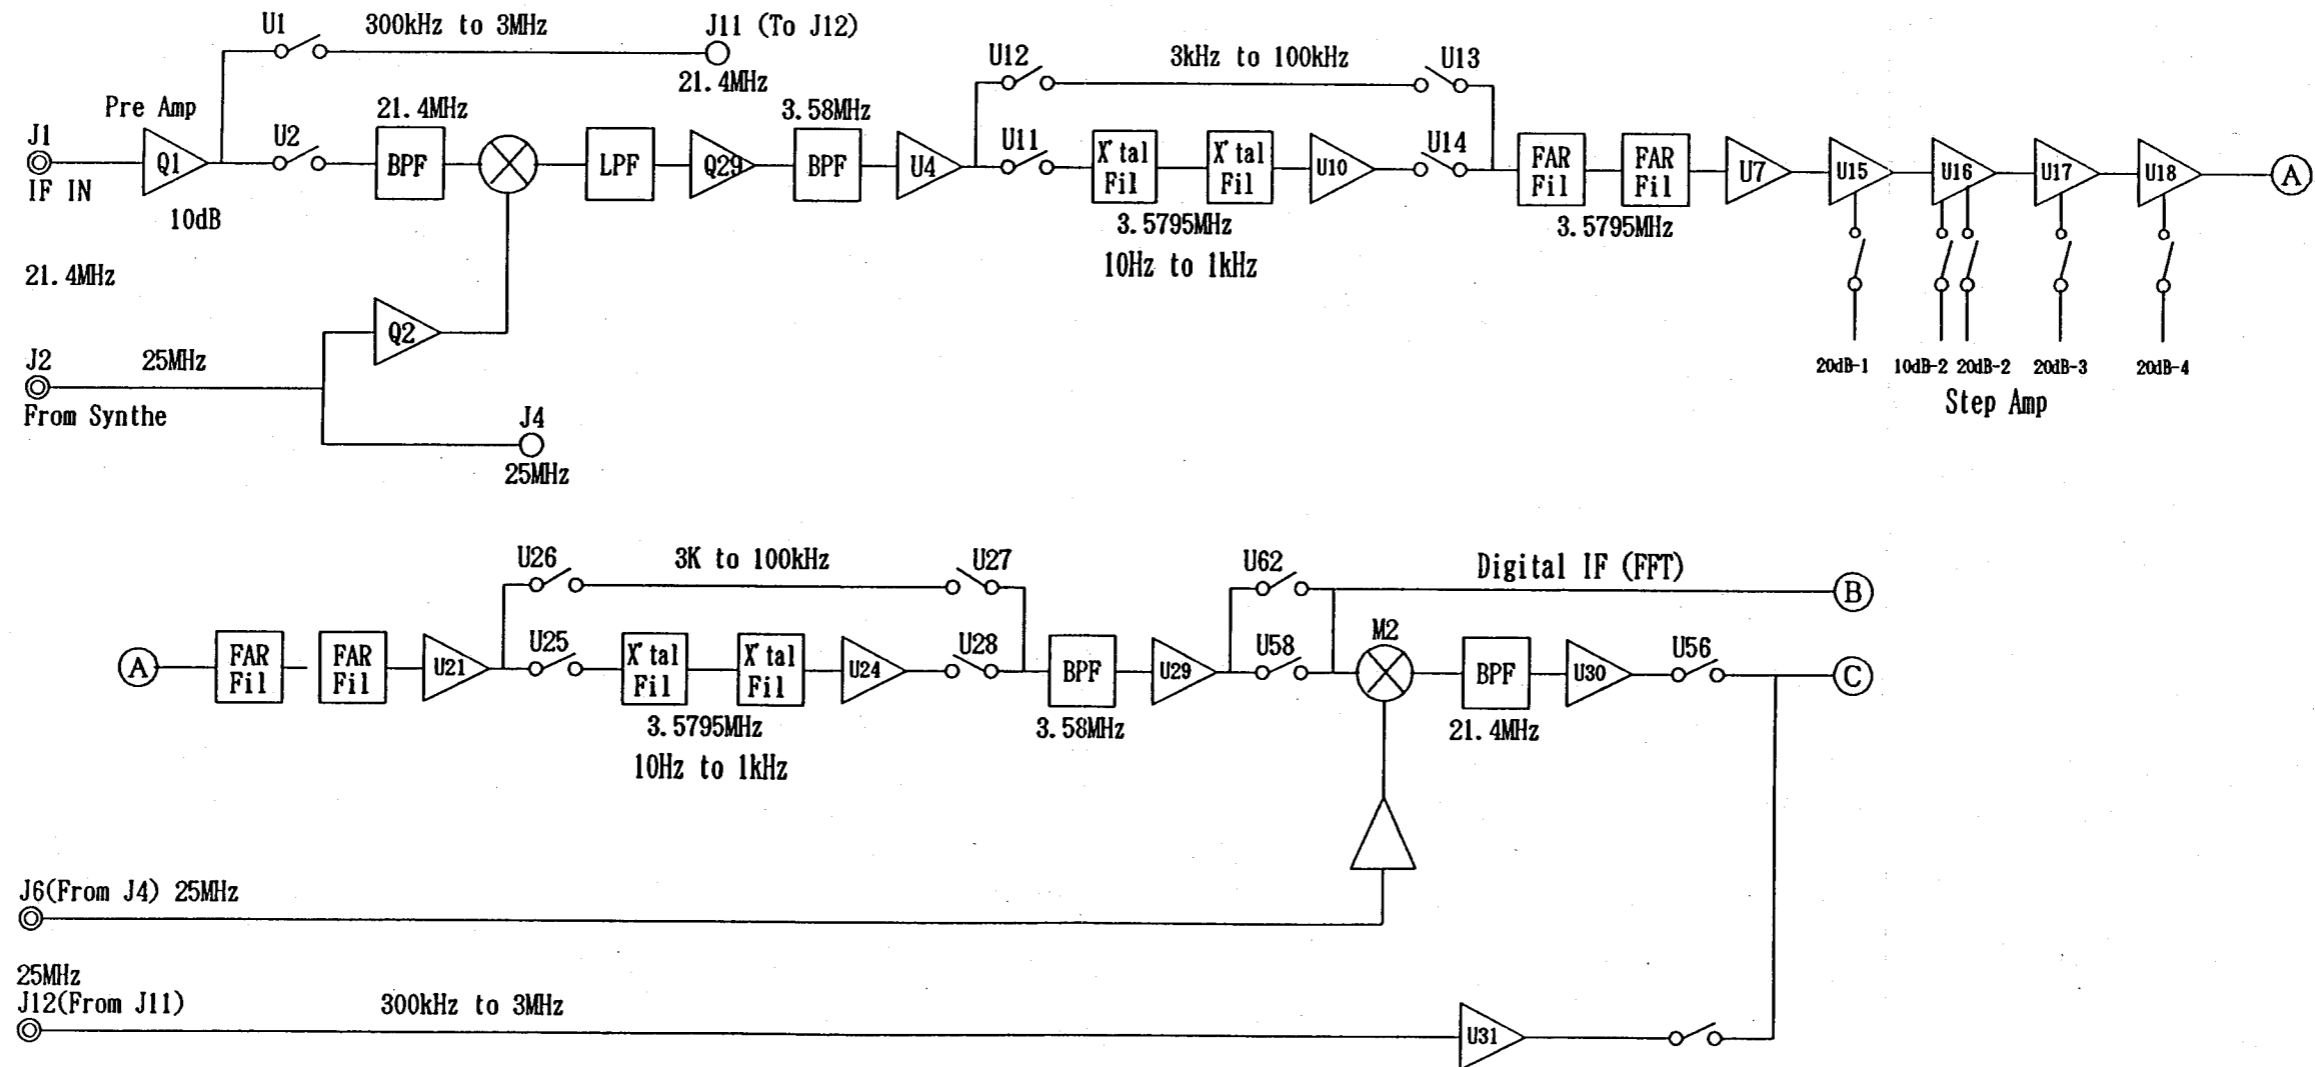 U1
300kHz to 3MHz
J11 (To J12)
21.4MHz
Pre Amp
J1
IF IN
Q1
10dB
21.4MHz
U2
21.4MHz
BPF
LPF
Q29
3.58MHz
BPF
U4
U12
3kHz to 100kHz
U13
U11
X'tal
Fil
X'tal
Fil
U10
U14
3.5795MHz
10Hz to 1kHz
FAR
Fil
FAR
Fil
3.5795MHz
U7
U15
U16
U17
U18
A
20dB-1
10dB-2
20dB-2
20dB-3
20dB-4
Step Amp
Q2
J2
25MHz
From Synthe
J4
25MHz
A
FAR
Fil
FAR
Fil
U21
U26
3K to 100kHz
U27
U25
X'tal
Fil
X'tal
Fil
U24
U28
3.5795MHz
10Hz to 1kHz
BPF
3.58MHz
U29
U62
Digital IF (FFT)
B
U58
M2
BPF
21.4MHz
U30
U56
C
J6(From J4) 25MHz
25MHz
J12(From J11)
300kHz to 3MHz
U31